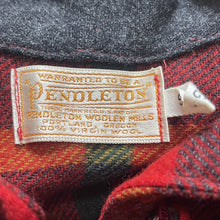 WARRANTED TO BE A
PENDLETON
PENDLETON WOOLEN MILLS
PORTLAND, OREGON
100% VIRGIN WOOL